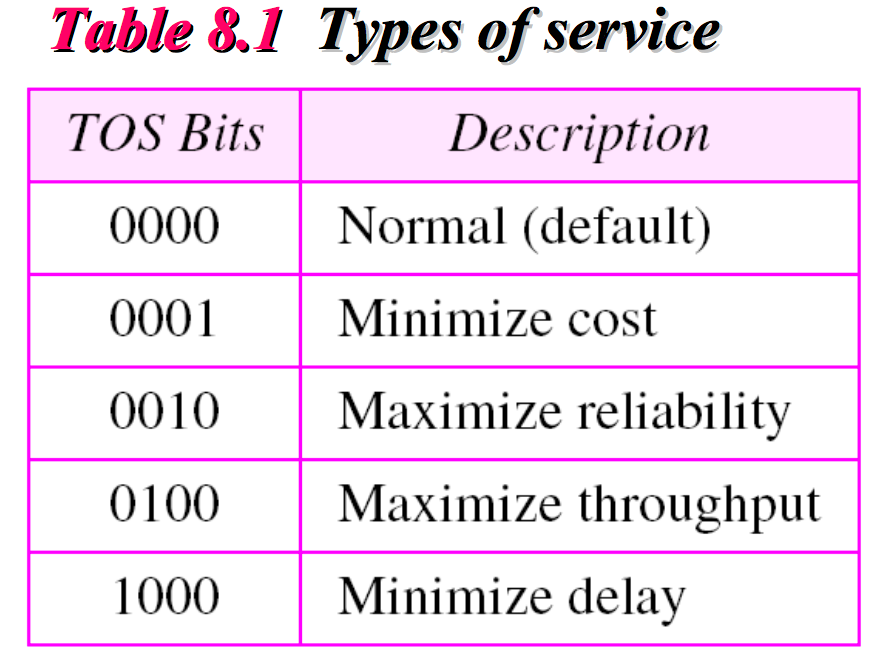 Table 8.1 Types of service
TOS Bits Description
0000 Normal (default)
0001 Minimize cost
0010 Maximize reliability
0100 Maximize throughput
1000 Minimize delay